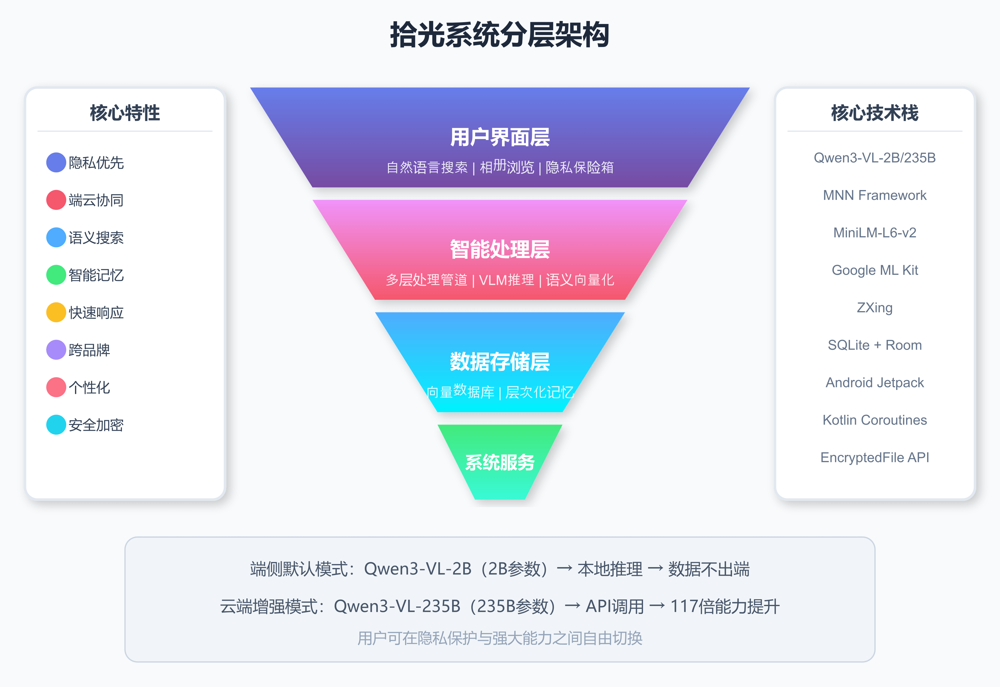 拾光系统分层架构
核心特性
隐私优先
端云协同
语义搜索
智能记忆
快速响应
跨品牌
个性化
安全加密
用户界面层
自然语言搜索 | 相册浏览 | 隐私保险箱
智能处理层
多层处理管道 | VLM推理 | 语义向量化
数据存储层
向量数据库 | 层次化记忆
系统服务
核心技术栈
Qwen3-VL-2B/235B
MNN Framework
MiniLM-L6-v2
Google ML Kit
ZXing
SQLite + Room
Android Jetpack
Kotlin Coroutines
EncryptedFile API
端侧默认模式：Qwen3-VL-2B（2B参数）→ 本地推理 → 数据不出端
云端增强模式：Qwen3-VL-235B（235B参数）→ API调用 → 117倍能力提升
用户可在隐私保护与强大能力之间自由切换